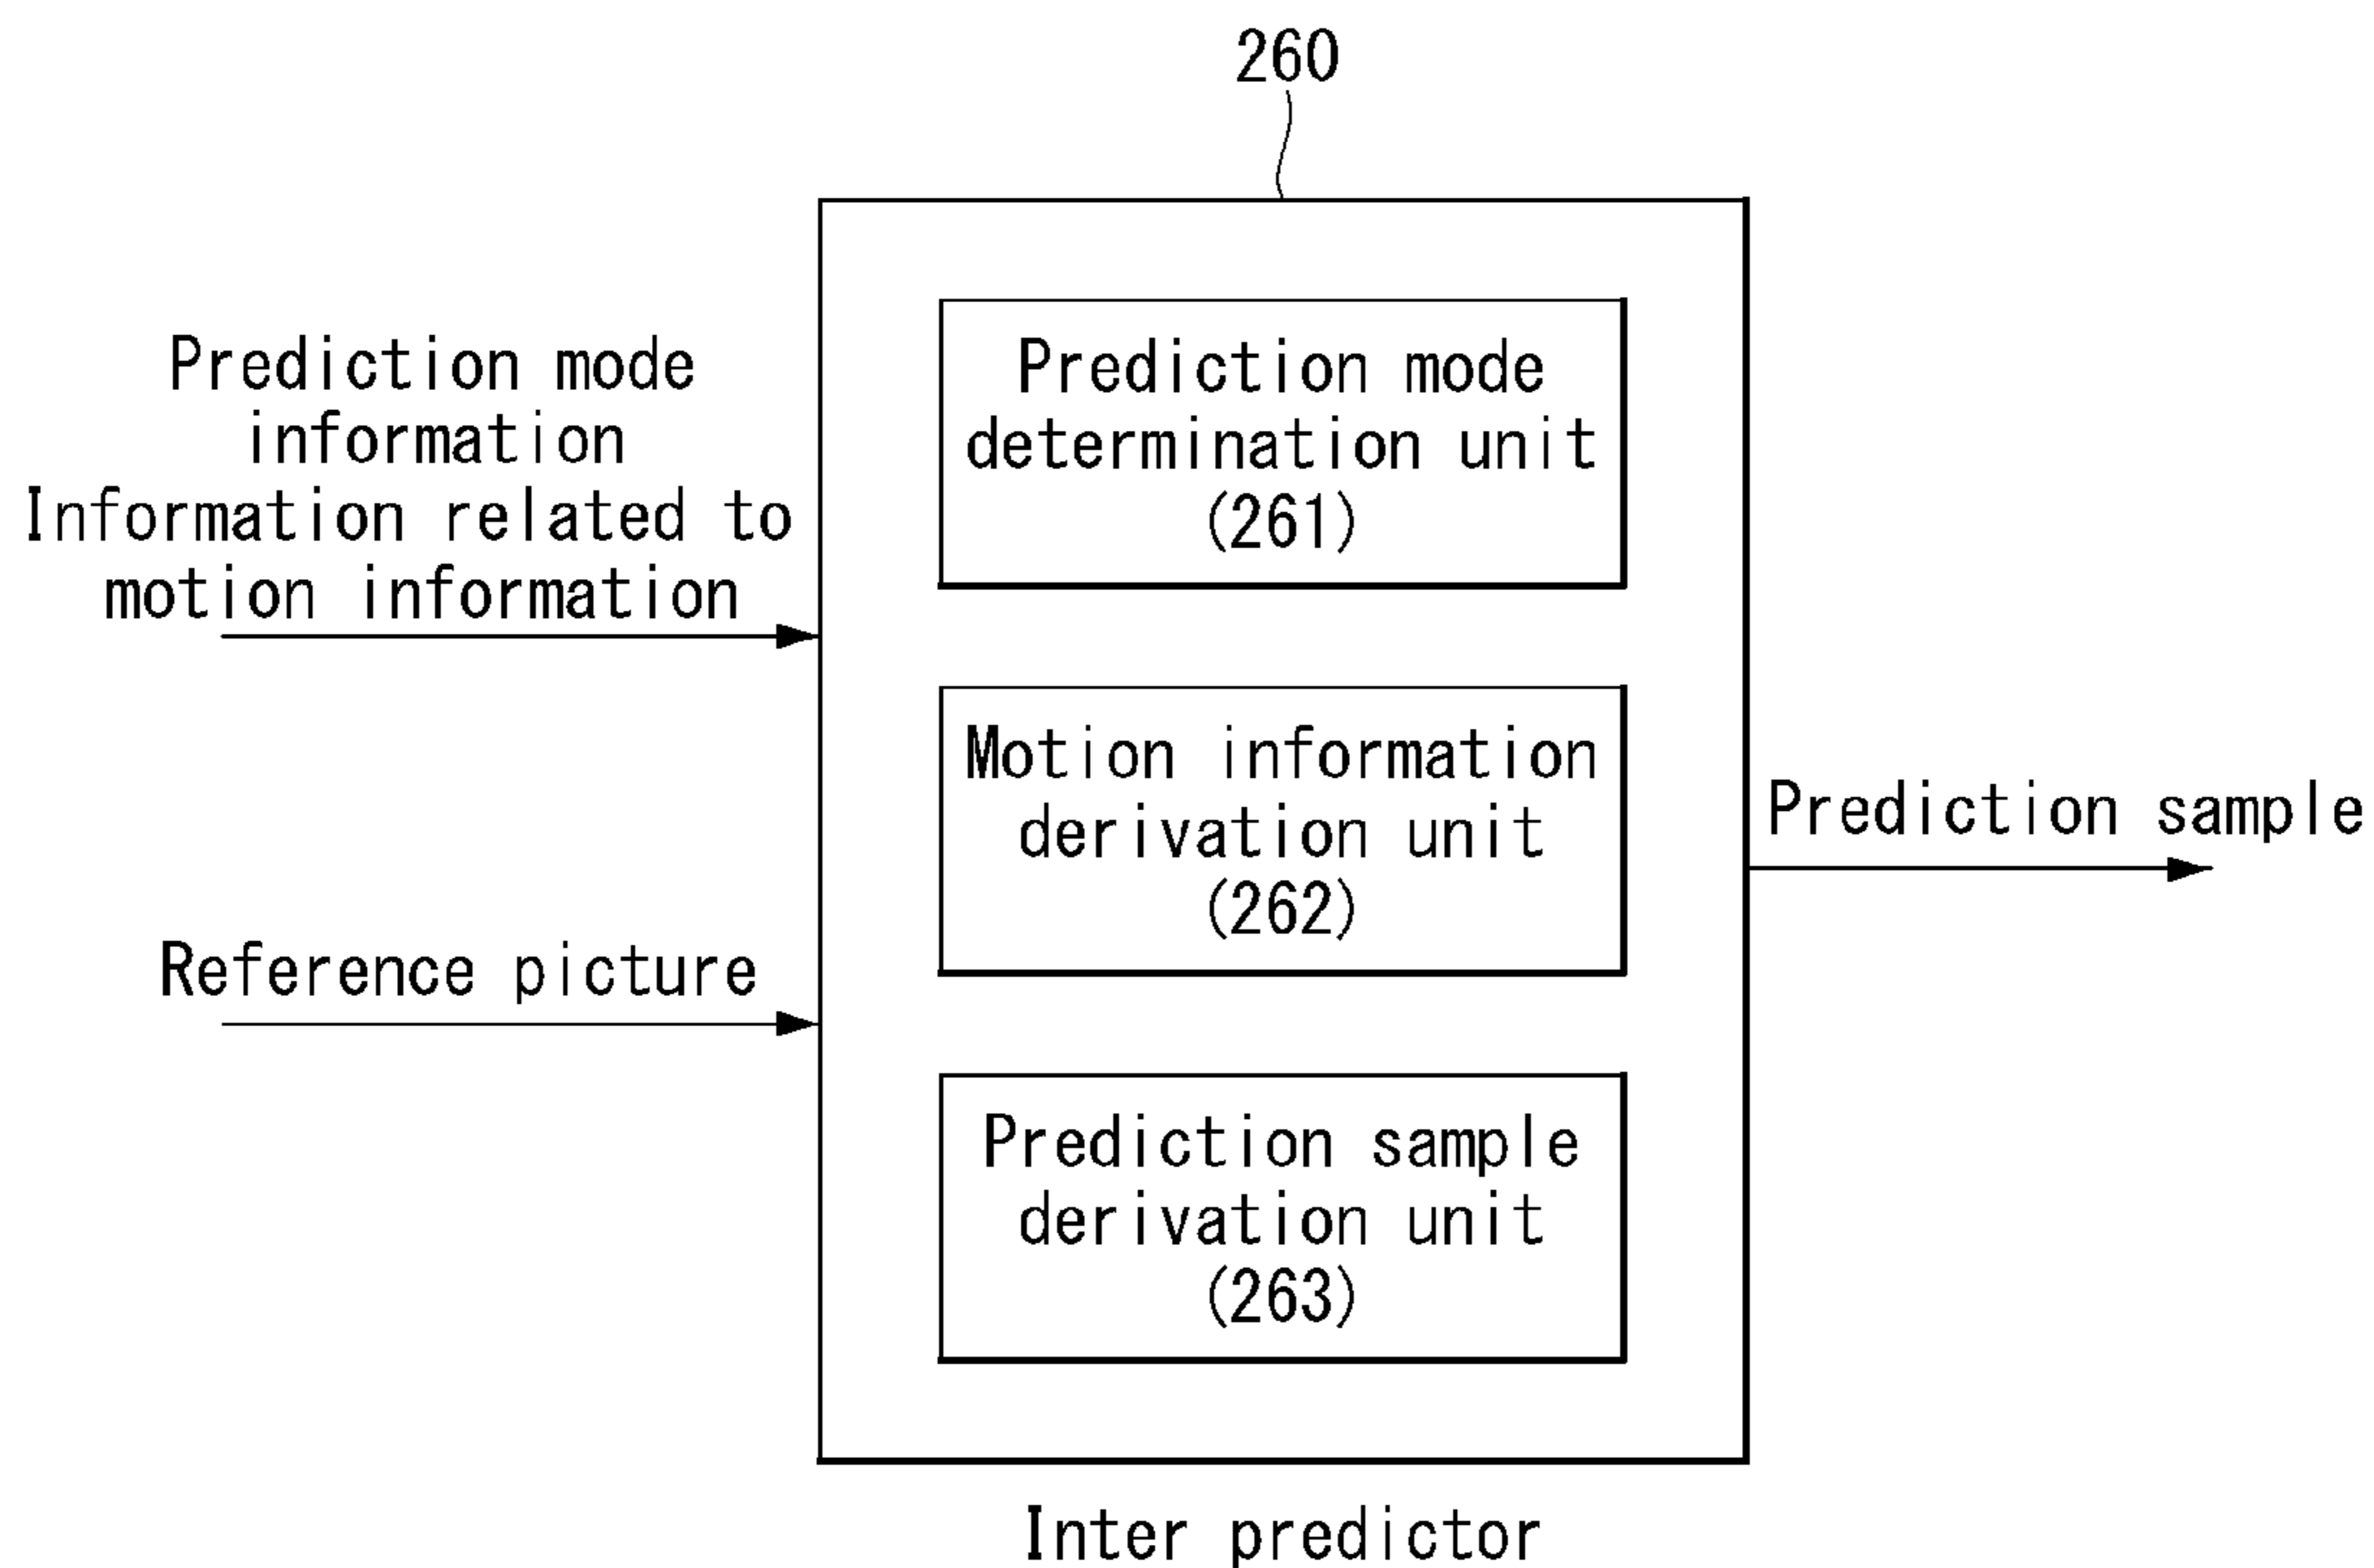 260
Prediction mode
information
Information related to
motion information
Reference picture
Prediction mode
determination unit
(261)
Motion information
derivation unit
(262)
Prediction sample
derivation unit
(263)
Prediction sample
Inter predictor